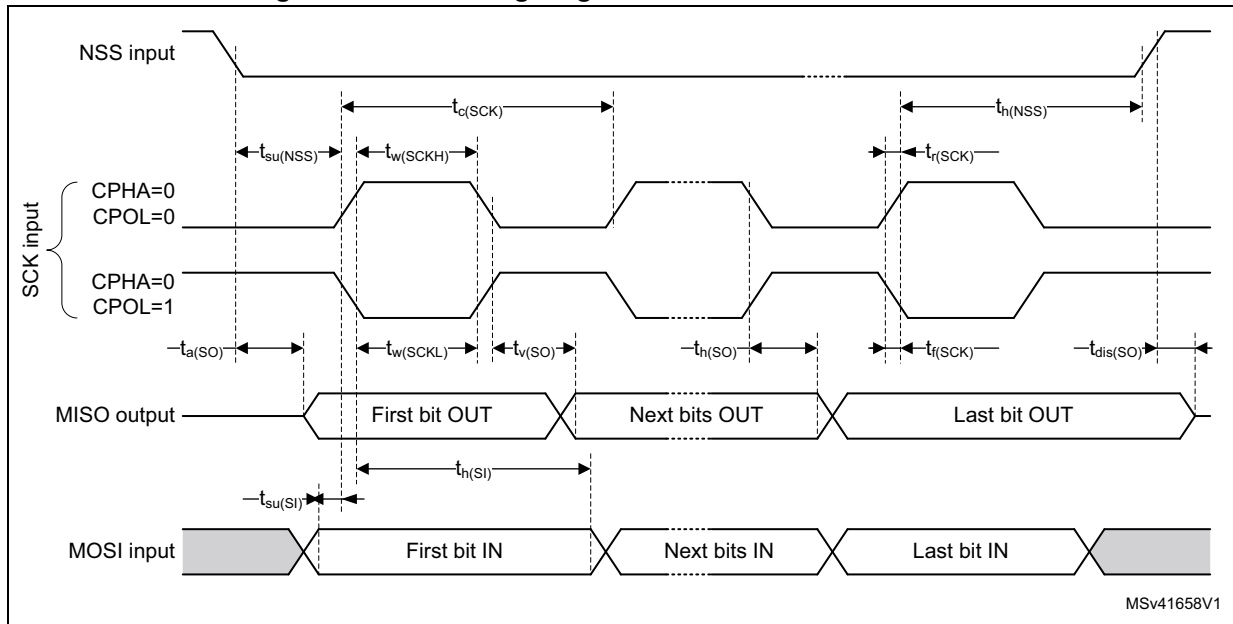 NSS input
tc(SCK)
th(NSS)
tsu(NSS)
tw(SCKH)
tr(SCK)
CPHA=0
CPOL=0
SCK input
CPHA=0
CPOL=1
ta(SO)
tw(SCKL)
tv(SO)
th(SO)
tf(SCK)
tdis(SO)
MISO output
First bit OUT
Next bits OUT
Last bit OUT
th(SI)
tsu(SI)
MOSI input
First bit IN
Next bits IN
Last bit IN
MSv41658V1